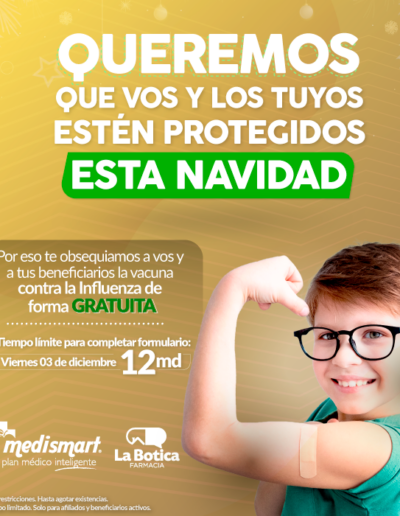 QUEREMOS
QUE VOS Y LOS TUYOS
ESTÉN PROTEGIDOS
ESTA NAVIDAD
Por eso te obsequiamos a vos y
a tus beneficiarios la vacuna
contra la Influenza de
forma GRATUITA
Tiempo límite para completar formulario:
Viernes 03 de diciembre 12md
medismart.
plan médico inteligente
La Botica
FARMACIA
restricciones. Hasta agotar existencias.
po limitado. Solo para afiliados y beneficiarios activos.